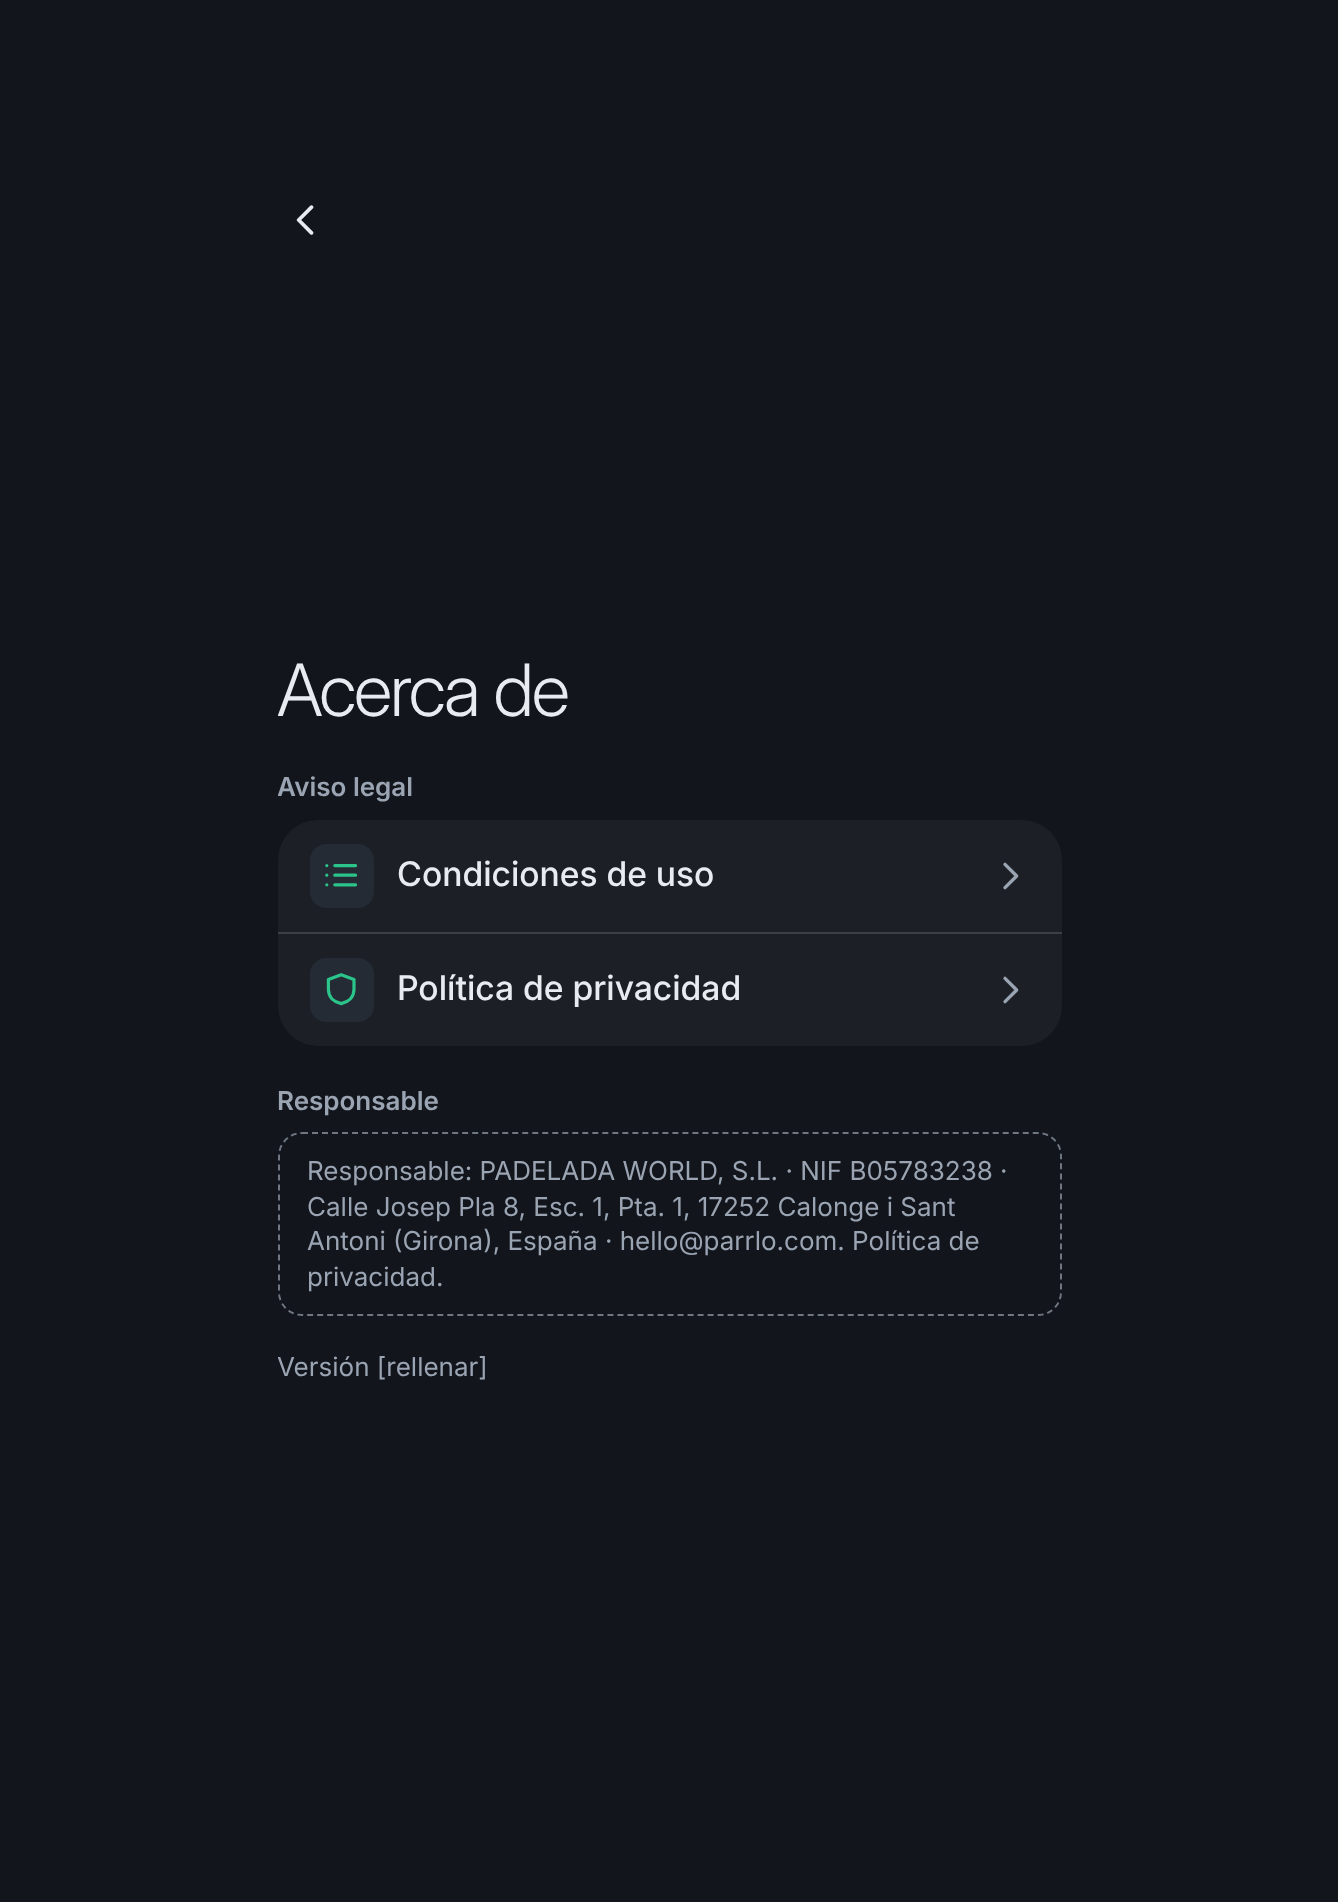 Acerca de
Aviso legal
Condiciones de uso
Política de privacidad
Responsable
Responsable: PADELADA WORLD, S.L. · NIF B05783238 ·
Calle Josep Pla 8, Esc. 1, Pta. 1, 17252 Calonge i Sant
Antoni (Girona), España · hello@parrlo.com. Política de
privacidad.
Versión [rellenar]